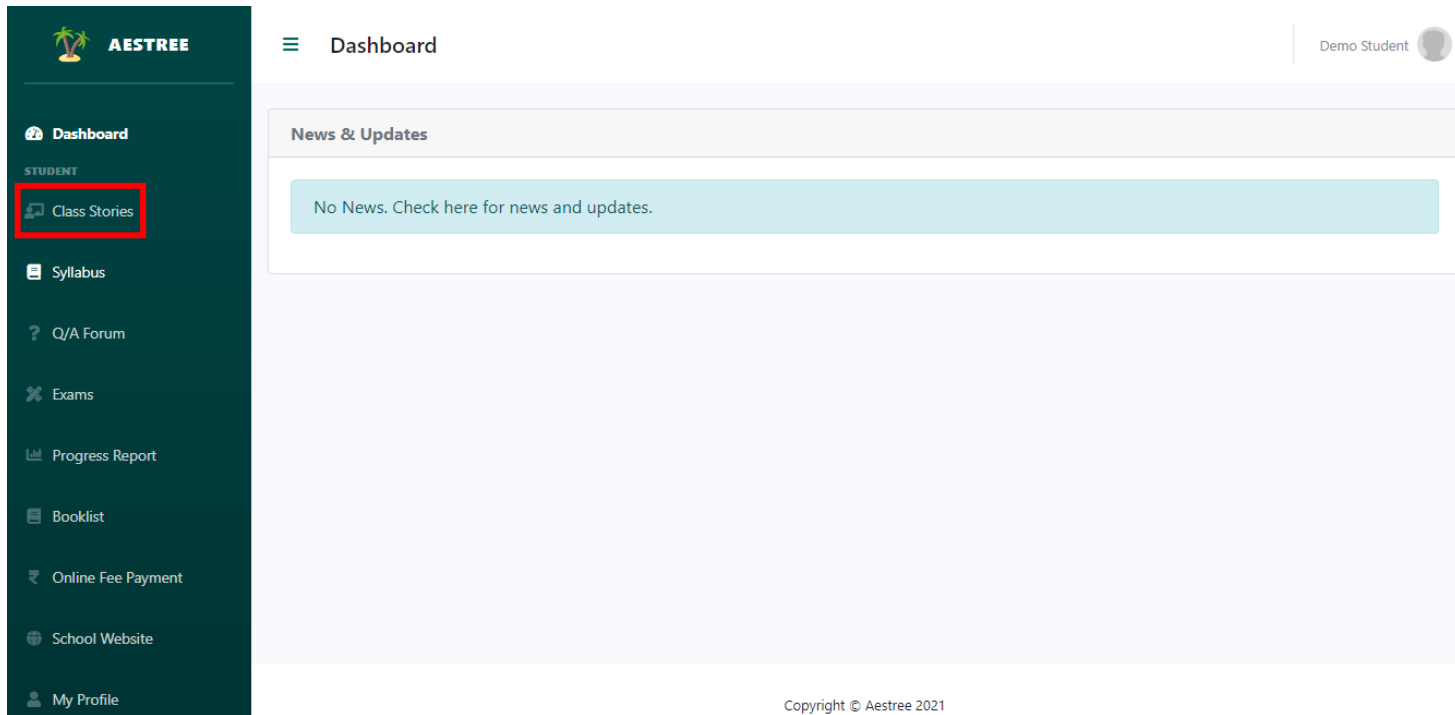 AESTREE
Dashboard
Demo Student
Dashboard
STUDENT
Class Stories
Syllabus
Q/A Forum
Exams
Progress Report
Booklist
Online Fee Payment
School Website
My Profile
News & Updates
No News. Check here for news and updates.
Copyright © Aestree 2021